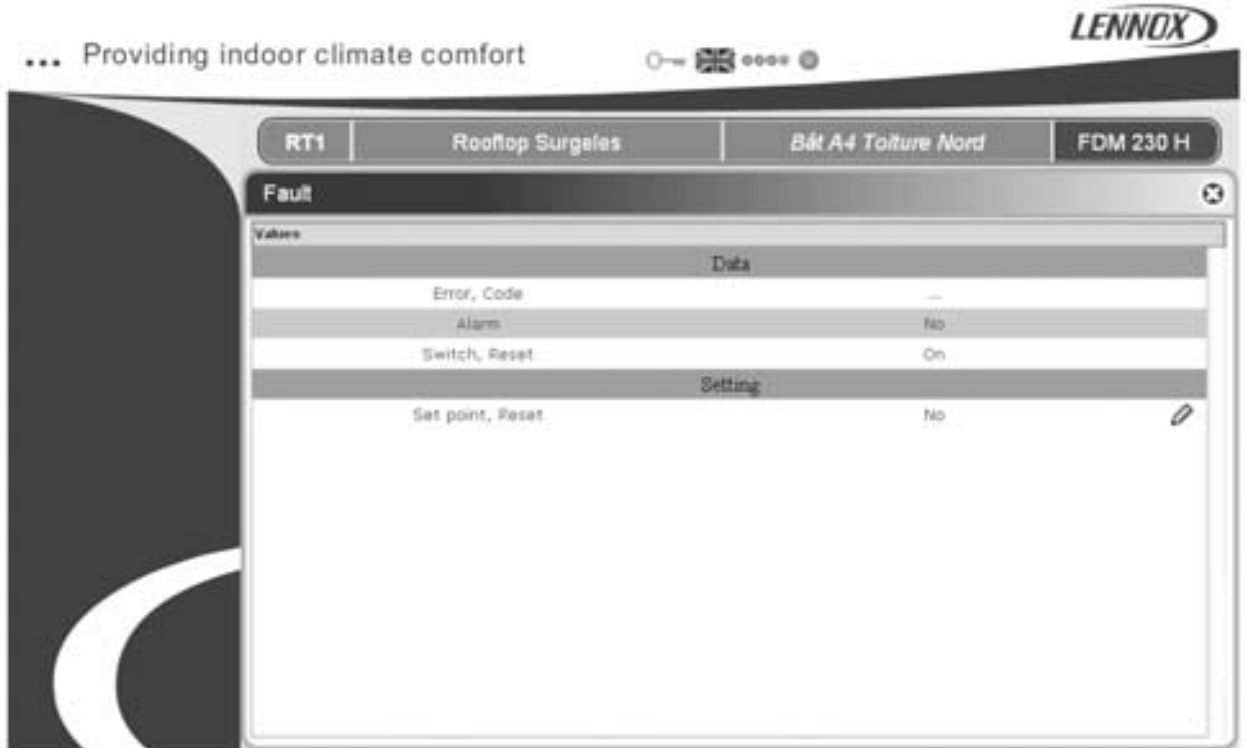 LENNOX
... Providing indoor climate comfort
RT1 Rooftop Surgeles Bât A4 Toiture Nord FDM 230 H
Fault
Values
Data
Error, Code ...
Alarm No
Switch, Reset On
Setting
Set point, Reset No